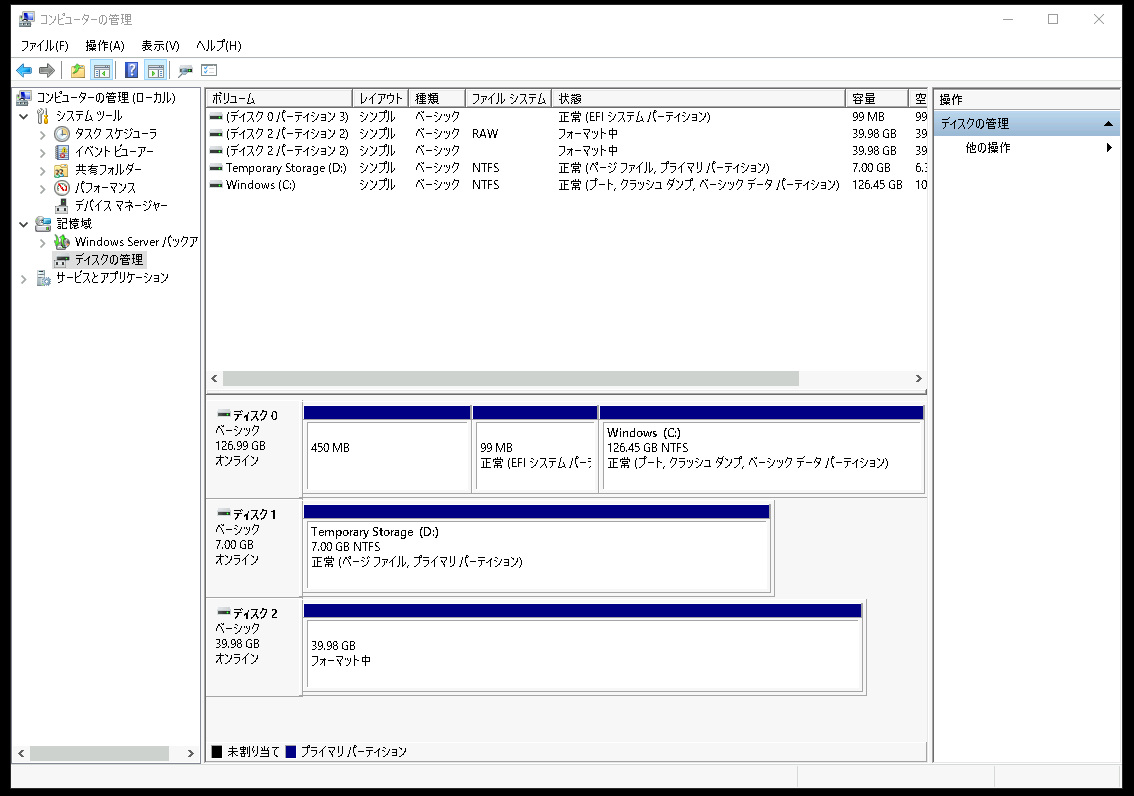 コンピューターの管理
ファイル(F) 操作(A) 表示(V) ヘルプ(H)
コンピューターの管理 (ローカル)
システム ツール
タスク スケジューラ
イベント ビューアー
共有フォルダー
パフォーマンス
デバイス マネージャー
記憶域
Windows Server バックア
ディスクの管理
サービスとアプリケーション
ボリューム レイアウト 種類 ファイル システム 状態 容量 空
(ディスク 0 パーティション 3) シンプル ベーシック 正常 (EFI システム パーティション) 99 MB 99
(ディスク 2 パーティション 2) シンプル ベーシック RAW フォーマット中 39.98 GB 39
(ディスク 2 パーティション 2) シンプル ベーシック フォーマット中 39.98 GB 39
Temporary Storage (D:) シンプル ベーシック NTFS 正常 (ページ ファイル, プライマリ パーティション) 7.00 GB 6.3
Windows (C:) シンプル ベーシック NTFS 正常 (ブート, クラッシュ ダンプ, ベーシック データ パーティション) 126.45 GB 10
ディスク 0
ベーシック
126.99 GB
オンライン
450 MB
99 MB
正常 (EFI システム パーテ
Windows (C:)
126.45 GB NTFS
正常 (ブート, クラッシュ ダンプ, ベーシック データ パーティション)
ディスク 1
ベーシック
7.00 GB
オンライン
Temporary Storage (D:)
7.00 GB NTFS
正常 (ページ ファイル, プライマリ パーティション)
ディスク 2
ベーシック
39.98 GB
オンライン
39.98 GB
フォーマット中
未割り当て プライマリ パーティション
操作
ディスクの管理
他の操作